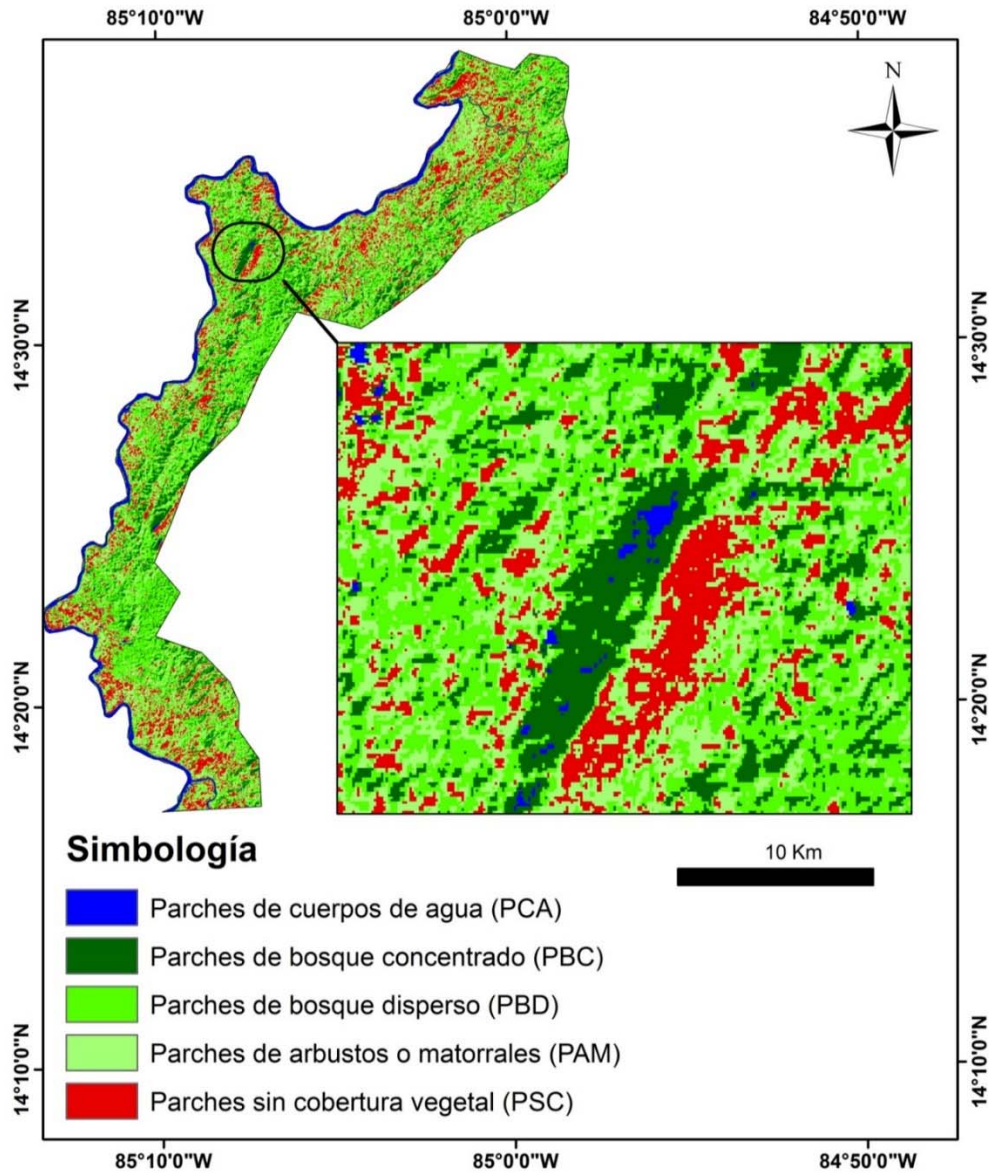 85°10'0"W 85°0'0"W 84°50'0"W
N
14°30'0"N 14°30'0"N
14°20'0"N 14°20'0"N
Simbología
10 Km
Parches de cuerpos de agua (PCA)
Parches de bosque concentrado (PBC)
Parches de bosque disperso (PBD)
Parches de arbustos o matorrales (PAM)
14°10'0"N 14°10'0"N
Parches sin cobertura vegetal (PSC)
85°10'0"W 85°0'0"W 84°50'0"W